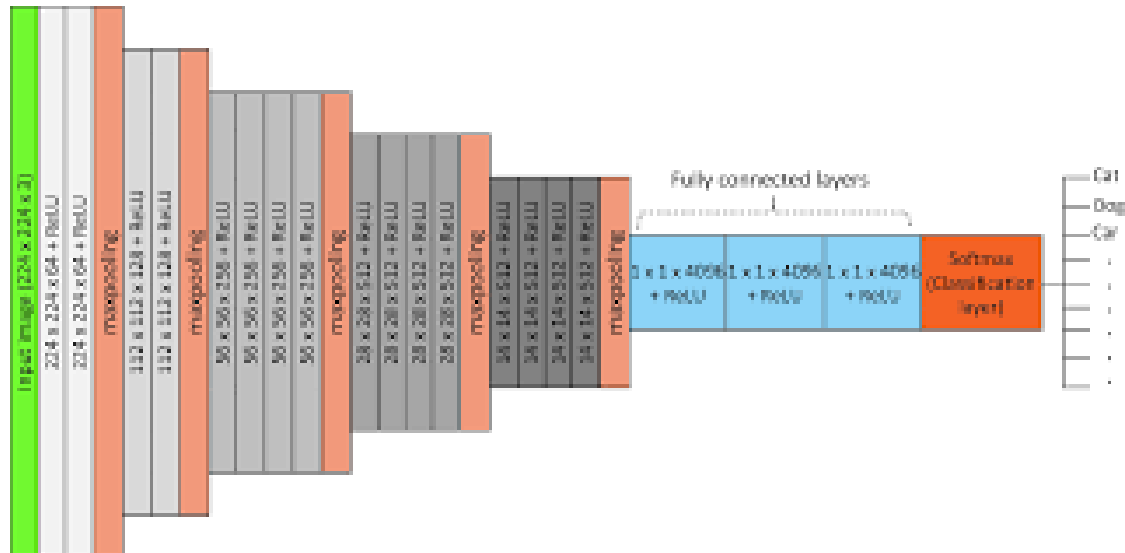 Input image (224 x 224 x 3)
224 x 224 x 64 + ReLU
224 x 224 x 64 + ReLU
maxpooling
112 x 112 x 128 + ReLU
112 x 112 x 128 + ReLU
maxpooling
56 x 56 x 256 + ReLU
56 x 56 x 256 + ReLU
56 x 56 x 256 + ReLU
56 x 56 x 256 + ReLU
maxpooling
28 x 28 x 512 + ReLU
28 x 28 x 512 + ReLU
28 x 28 x 512 + ReLU
28 x 28 x 512 + ReLU
maxpooling
14 x 14 x 512 + ReLU
14 x 14 x 512 + ReLU
14 x 14 x 512 + ReLU
14 x 14 x 512 + ReLU
maxpooling
Fully connected layers
1 x 1 x 4096
+ ReLU
1 x 1 x 4096
+ ReLU
1 x 1 x 4096
+ ReLU
Softmax
(Classification
layer)
Cat
Dog
Car
.
.
.
.
.